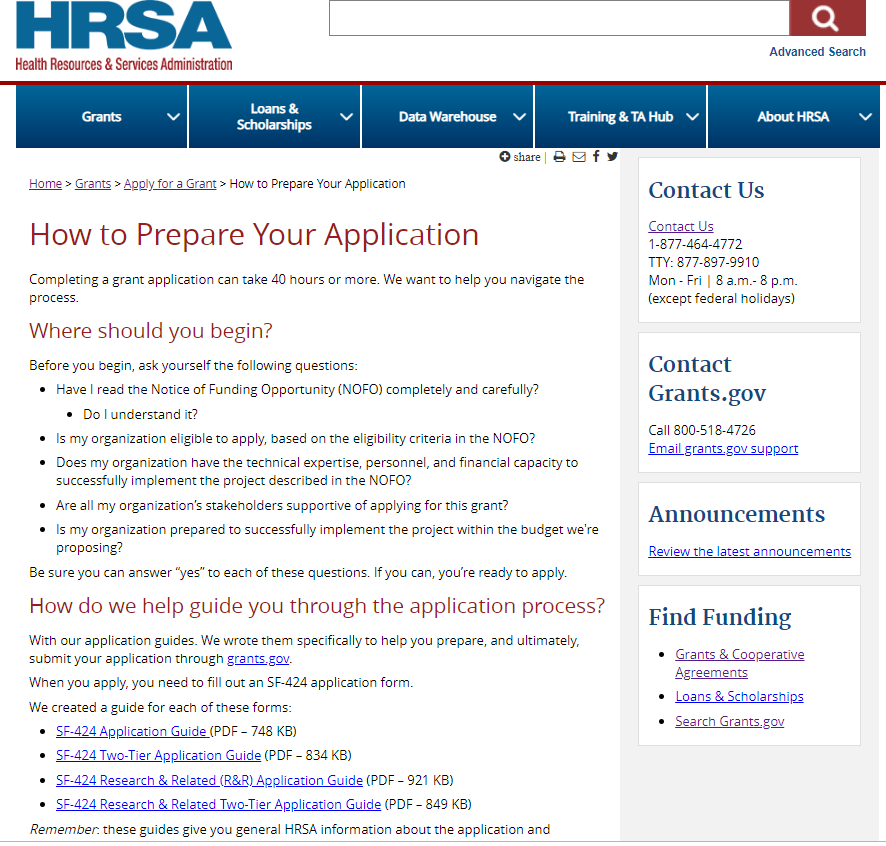 HRSA
Health Resources & Services Administration
Advanced Search
Grants
Loans &
Scholarships
Data Warehouse
Training & TA Hub
About HRSA
share |
Home > Grants > Apply for a Grant > How to Prepare Your Application
How to Prepare Your Application
Completing a grant application can take 40 hours or more. We want to help you navigate the
process.
Where should you begin?
Before you begin, ask yourself the following questions:
• Have I read the Notice of Funding Opportunity (NOFO) completely and carefully?
• Do I understand it?
• Is my organization eligible to apply, based on the eligibility criteria in the NOFO?
• Does my organization have the technical expertise, personnel, and financial capacity to
successfully implement the project described in the NOFO?
• Are all my organization's stakeholders supportive of applying for this grant?
• Is my organization prepared to successfully implement the project within the budget we're
proposing?
Be sure you can answer “yes” to each of these questions. If you can, you're ready to apply.
How do we help guide you through the application process?
With our application guides. We wrote them specifically to help you prepare, and ultimately,
submit your application through grants.gov.
When you apply, you need to fill out an SF-424 application form.
We created a guide for each of these forms:
• SF-424 Application Guide (PDF – 748 KB)
• SF-424 Two-Tier Application Guide (PDF – 834 KB)
• SF-424 Research & Related (R&R) Application Guide (PDF – 921 KB)
• SF-424 Research & Related Two-Tier Application Guide (PDF – 849 KB)
Remember: these guides give you general HRSA information about the application and
Contact Us
Contact Us
1-877-464-4772
TTY: 877-897-9910
Mon - Fri | 8 a.m.- 8 p.m.
(except federal holidays)
Contact
Grants.gov
Call 800-518-4726
Email grants.gov support
Announcements
Review the latest announcements
Find Funding
• Grants & Cooperative
Agreements
• Loans & Scholarships
• Search Grants.gov